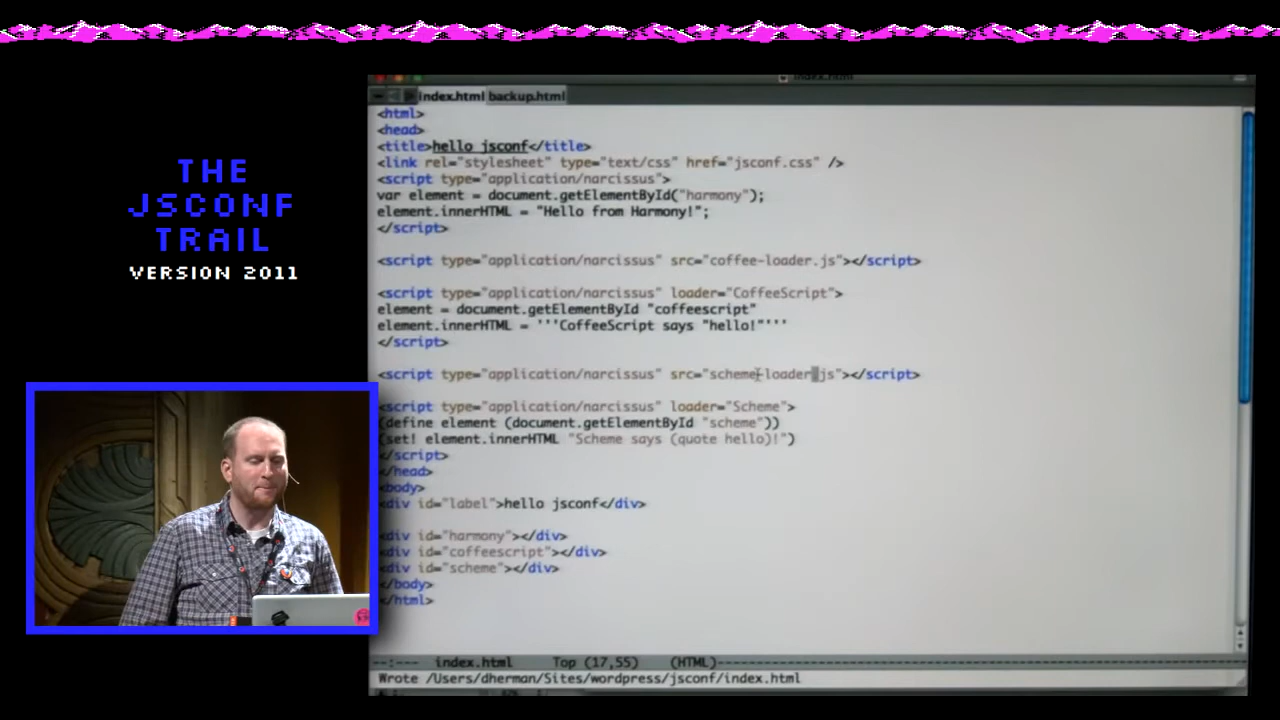 THE
JSCONF
TRAIL
VERSION 2011
index.html
index.html backup.html
<html>
<head>
<title>hello jsconf</title>
<link rel="stylesheet" type="text/css" href="jsconf.css" />
<script type="application/narcissus">
var element = document.getElementById("harmony");
element.innerHTML = "Hello from Harmony!";
</script>
<script type="application/narcissus" src="coffee-loader.js"></script>
<script type="application/narcissus" loader="CoffeeScript">
element = document.getElementById "coffeescript"
element.innerHTML = '''CoffeeScript says "hello!"'''
</script>
<script type="application/narcissus" src="scheme-loader.js"></script>
<script type="application/narcissus" loader="Scheme">
(define element (document.getElementById "scheme"))
(set! element.innerHTML "Scheme says (quote hello)!")
</script>
</head>
<body>
<div id="label">hello jsconf</div>
<div id="harmony"></div>
<div id="coffeescript"></div>
<div id="scheme"></div>
</body>
</html>
--:--- index.html Top (17,55) (HTML)
Wrote /Users/dherman/Sites/wordpress/jsconf/index.html